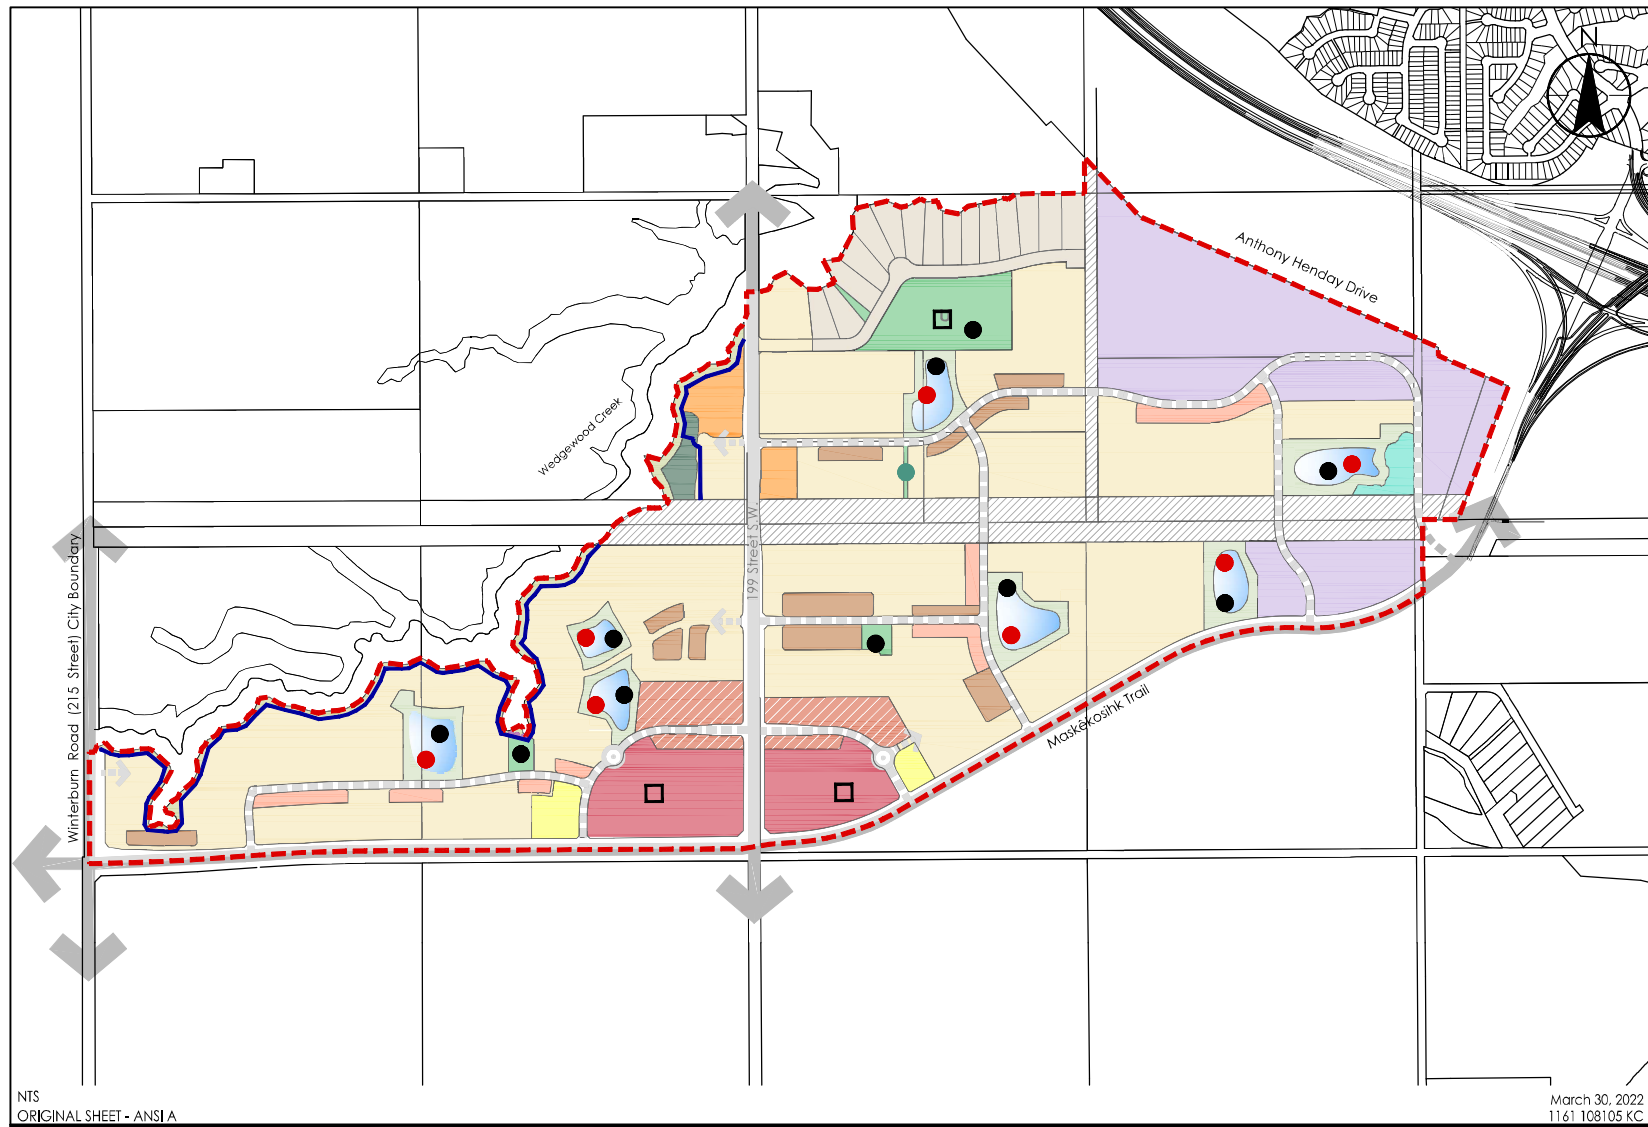 N
Anthony Henday Drive
Wedgewood Creek
199 Street S.W.
Winterburn Road (215 Street) City Boundary
Maskêkosihk Trail
NTS
ORIGINAL SHEET - ANSI A
March 30, 2022
1161 108105 KC